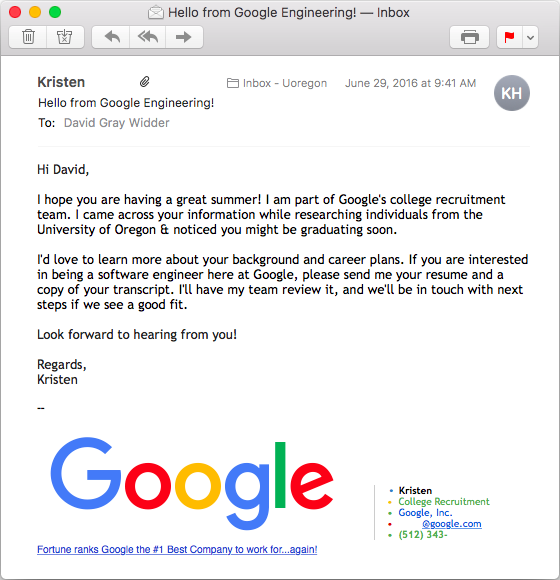 Hello from Google Engineering! — Inbox
Kristen
Inbox - Uoregon June 29, 2016 at 9:41 AM
KH
Hello from Google Engineering!
To: David Gray Widder
Hi David,
I hope you are having a great summer! I am part of Google's college recruitment
team. I came across your information while researching individuals from the
University of Oregon & noticed you might be graduating soon.
I'd love to learn more about your background and career plans. If you are interested
in being a software engineer here at Google, please send me your resume and a
copy of your transcript. I'll have my team review it, and we'll be in touch with next
steps if we see a good fit.
Look forward to hearing from you!
Regards,
Kristen
--
Google
Fortune ranks Google the #1 Best Company to work for...again!
• Kristen
• College Recruitment
• Google, Inc.
• @google.com
• (512) 343-